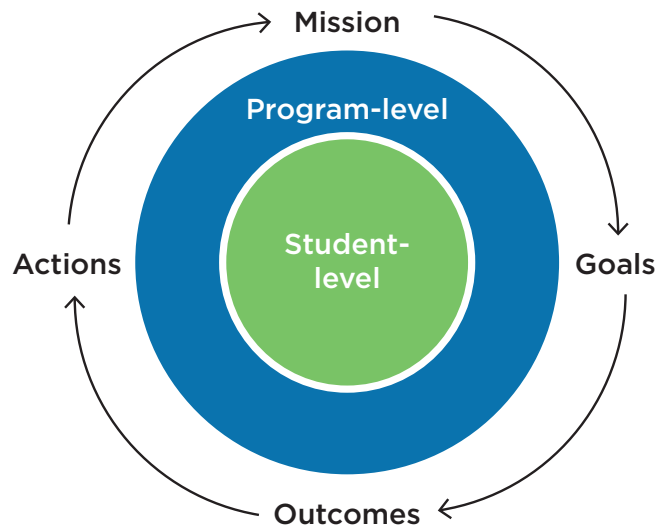 Mission
Program-level
Student-
level
Actions
Goals
Outcomes